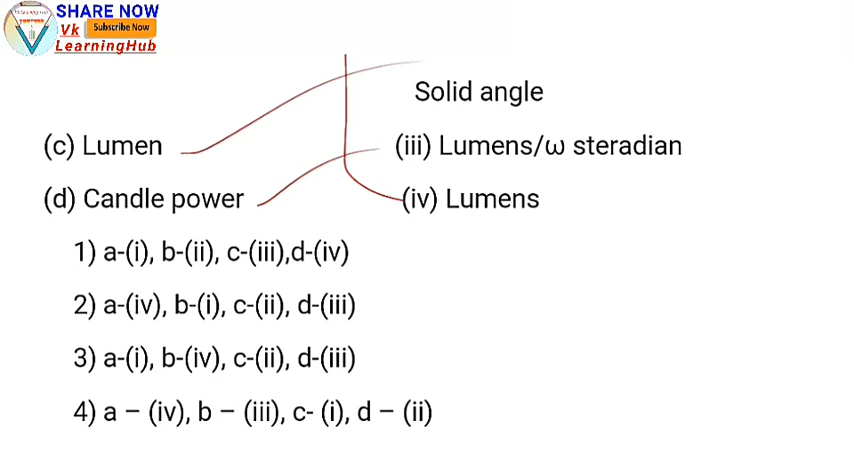 SHARE NOW
Vk Subscribe Now
LearningHub
Solid angle
(c) Lumen (iii) Lumens/ω steradian
(d) Candle power (iv) Lumens
1) a-(i), b-(ii), c-(iii),d-(iv)
2) a-(iv), b-(i), c-(ii), d-(iii)
3) a-(i), b-(iv), c-(ii), d-(iii)
4) a – (iv), b – (iii), c- (i), d – (ii)